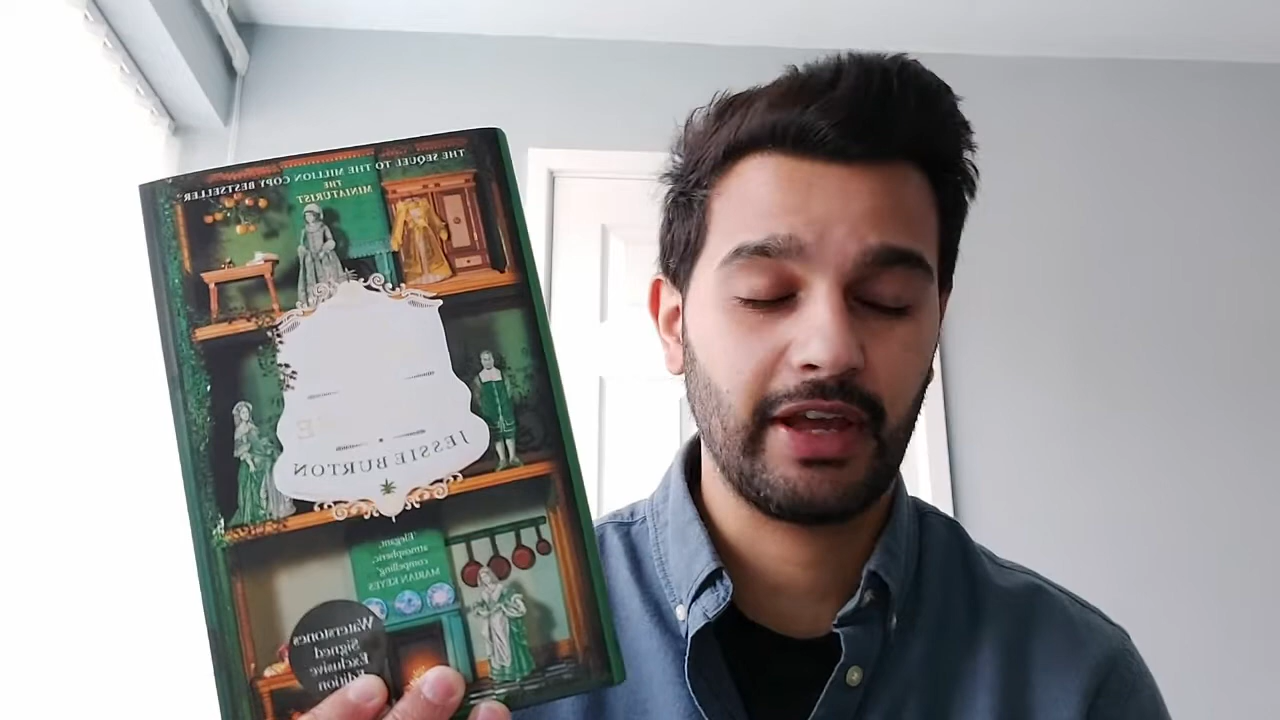 THE SEQUEL TO THE MILLION COPY BESTSELLER
THE
MINIATURIST
E
JESSIE BURTON
'Elegant,
atmospheric,
compelling'
MARIAN KEYES
Waterstones
Signed
Exclusive
Edition